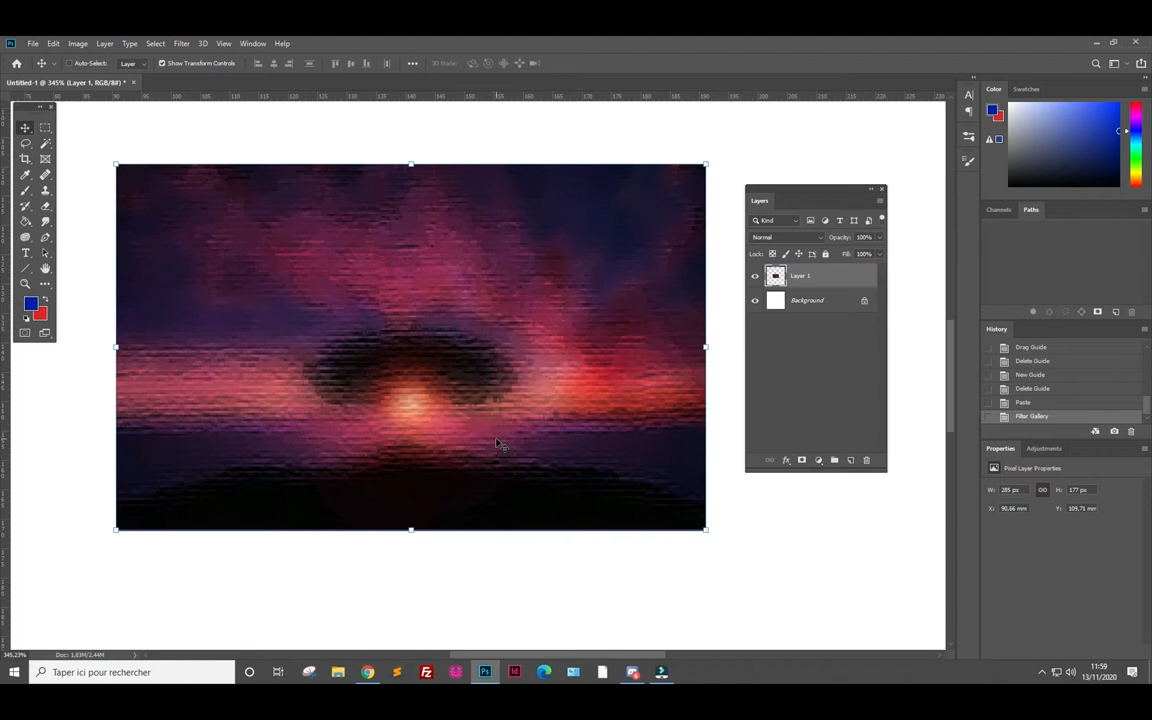 Ps File Edit Image Layer Type Select Filter 3D View Window Help
Auto-Select: Layer Show Transform Controls 3D Mode:
Untitled-1 @ 345% (Layer 1, RGB/8#) *
Color Swatches
Layers
Kind
Normal Opacity: 100%
Lock: Fill: 100%
Layer 1
Background
Channels Paths
History
Drag Guide
Delete Guide
New Guide
Delete Guide
Paste
Filter Gallery
Properties Adjustments
Pixel Layer Properties
W: 285 px H: 177 px
X: 90,66 mm Y: 109,71 mm
345,23% Doc: 1,83M/2,44M
Taper ici pour rechercher
11:59
13/11/2020